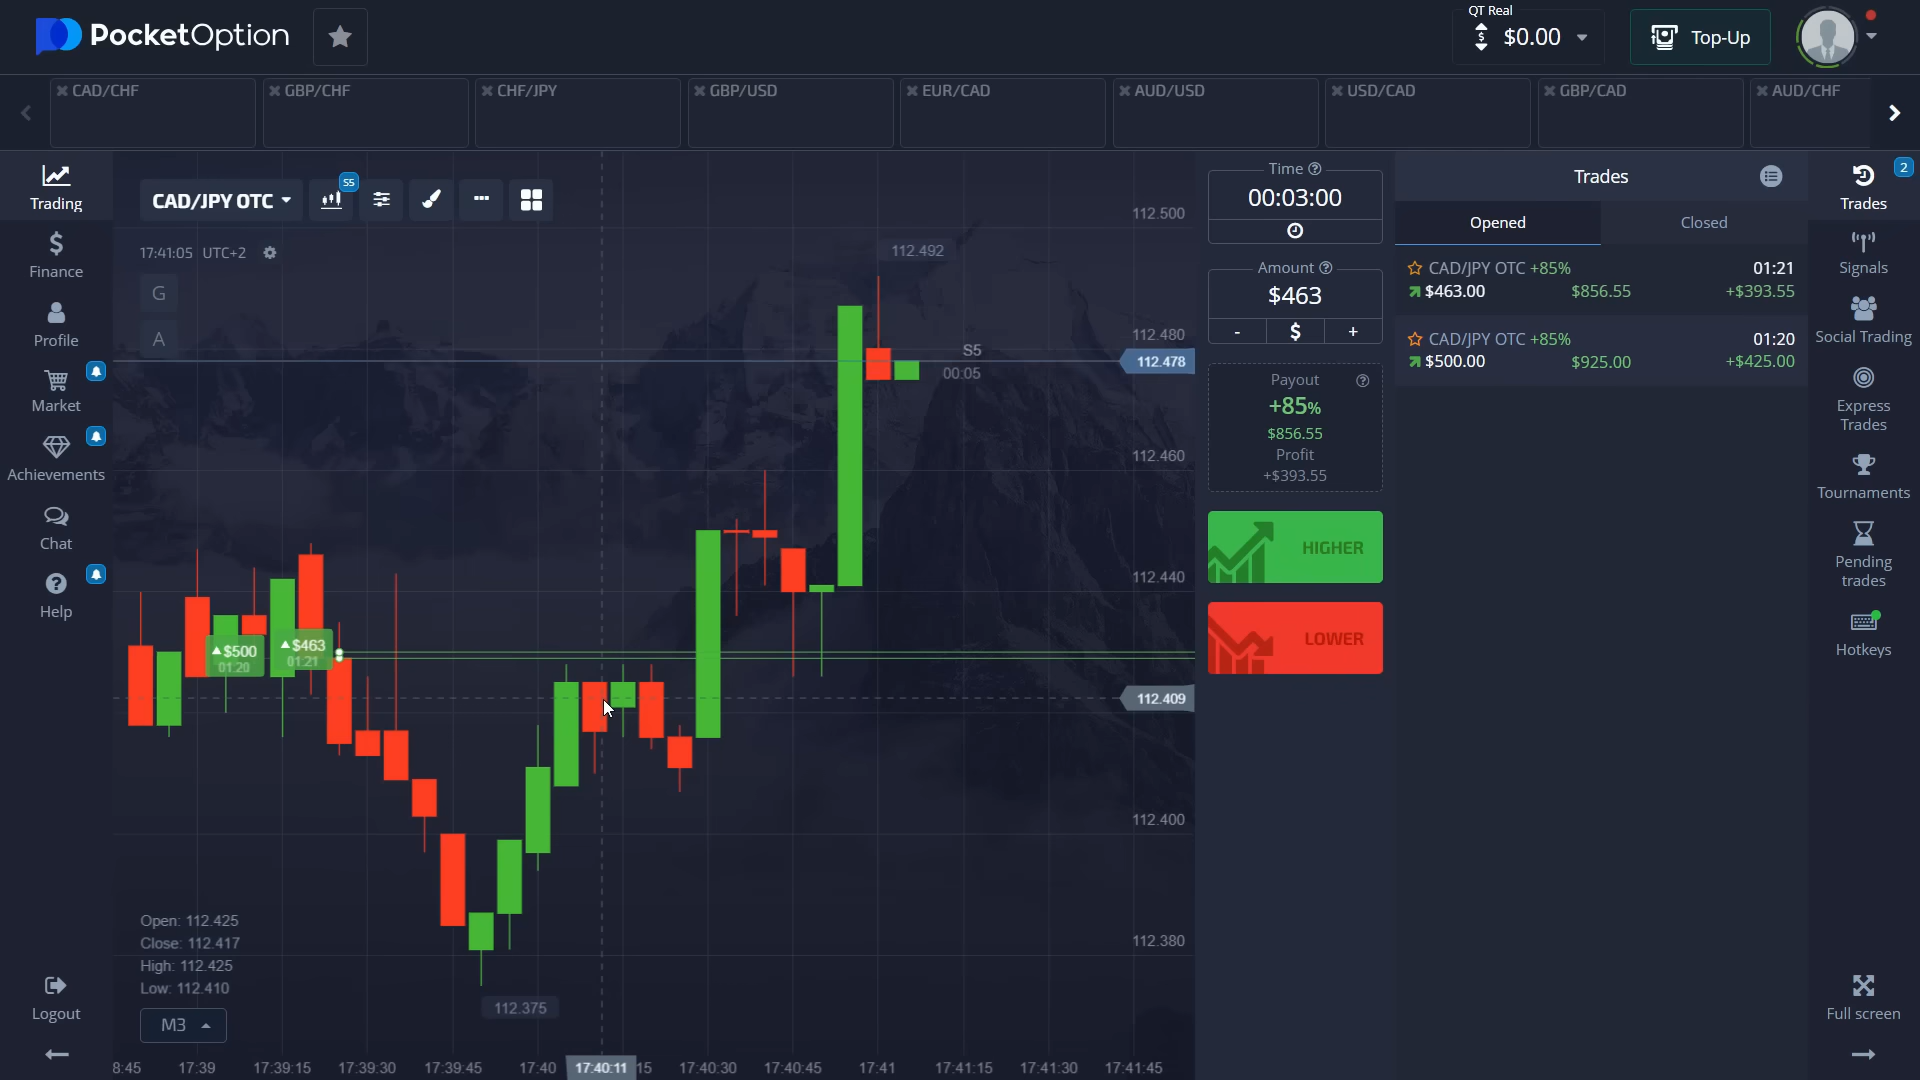 PocketOption
QT Real
$0.00
Top-Up
CAD/CHF
GBP/CHF
CHF/JPY
GBP/USD
EUR/CAD
AUD/USD
USD/CAD
GBP/CAD
AUD/CHF
Trading
Finance
Profile
Market
Achievements
Chat
Help
Logout
CAD/JPY OTC
S5
17:41:05 UTC+2
G
A
112.492
S5
00:05
$500
01:20
$463
01:21
112.375
Open: 112.425
Close: 112.417
High: 112.425
Low: 112.410
M3
112.500
112.480
112.478
112.460
112.440
112.409
112.400
112.380
8:45
17:39
17:39:15
17:39:30
17:39:45
17:40
17:40:11
15
17:40:30
17:40:45
17:41
17:41:15
17:41:30
17:41:45
Time
00:03:00
Amount
$463
- $ +
Payout
+85%
$856.55
Profit
+$393.55
HIGHER
LOWER
Trades
Opened
Closed
CAD/JPY OTC +85% 01:21
$463.00 $856.55 +$393.55
CAD/JPY OTC +85% 01:20
$500.00 $925.00 +$425.00
2
Trades
Signals
Social Trading
Express
Trades
Tournaments
Pending
trades
Hotkeys
Full screen